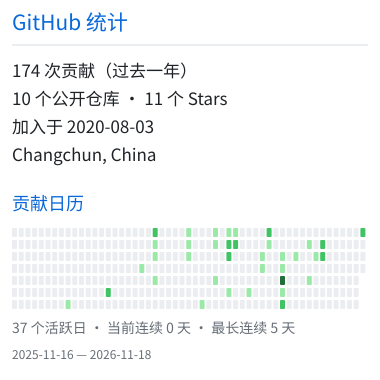 GitHub 统计
174 次贡献（过去一年）
10 个公开仓库 · 11 个 Stars
加入于 2020-08-03
Changchun, China
贡献日历
37 个活跃日 · 当前连续 0 天 · 最长连续 5 天
2025-11-16 — 2026-11-18